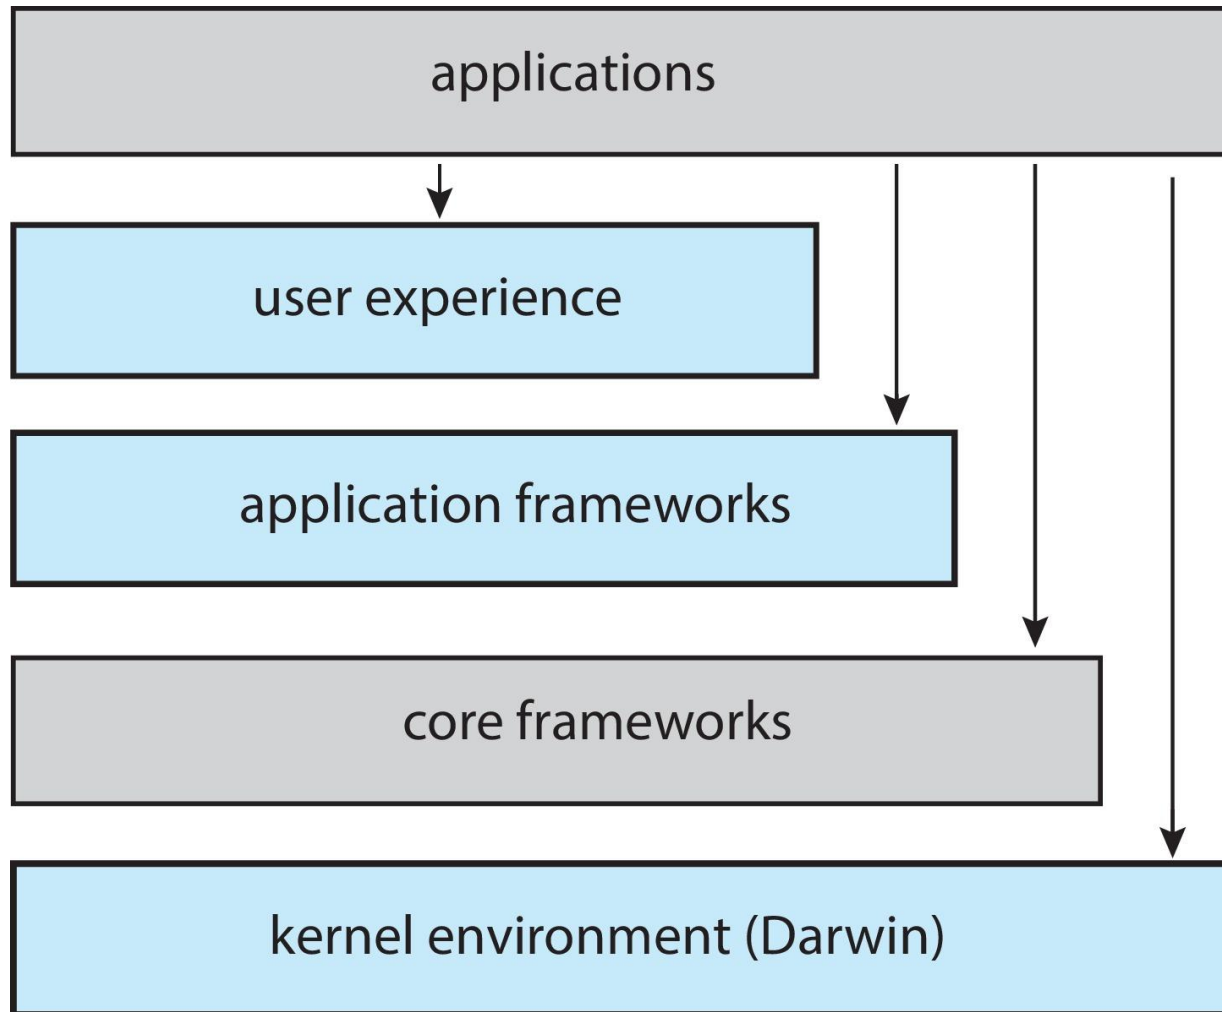 applications
user experience
application frameworks
core frameworks
kernel environment (Darwin)